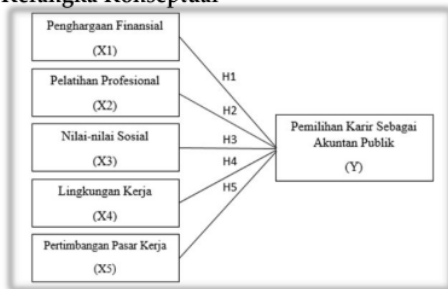 Kerangka Konseptual
Penghargaan Finansial
(X1)
Pelatihan Profesional
(X2)
Nilai-nilai Sosial
(X3)
Lingkungan Kerja
(X4)
Pertimbangan Pasar Kerja
(X5)
H1
H2
H3
H4
H5
Pemilihan Karir Sebagai
Akuntan Publik
(Y)